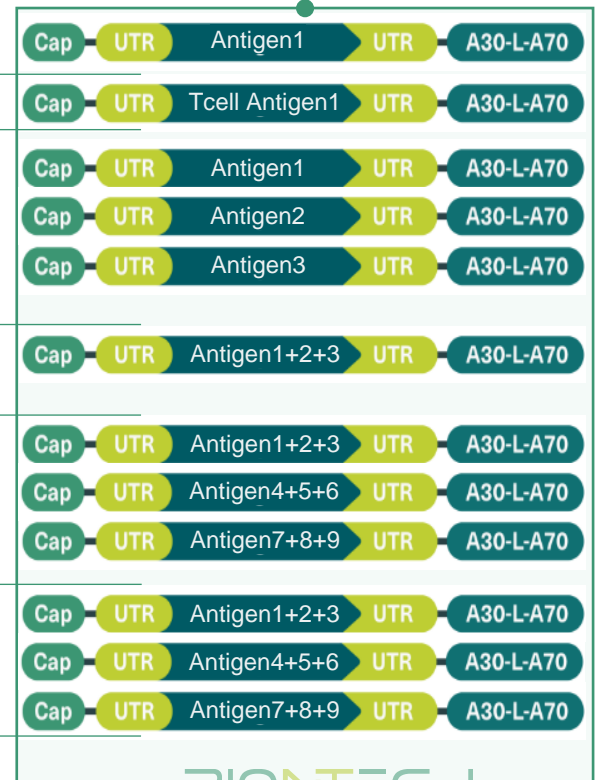 Cap UTR Antigen1 UTR A30-L-A70
Cap UTR Tcell Antigen1 UTR A30-L-A70
Cap UTR Antigen1 UTR A30-L-A70
Cap UTR Antigen2 UTR A30-L-A70
Cap UTR Antigen3 UTR A30-L-A70
Cap UTR Antigen1+2+3 UTR A30-L-A70
Cap UTR Antigen1+2+3 UTR A30-L-A70
Cap UTR Antigen4+5+6 UTR A30-L-A70
Cap UTR Antigen7+8+9 UTR A30-L-A70
Cap UTR Antigen1+2+3 UTR A30-L-A70
Cap UTR Antigen4+5+6 UTR A30-L-A70
Cap UTR Antigen7+8+9 UTR A30-L-A70